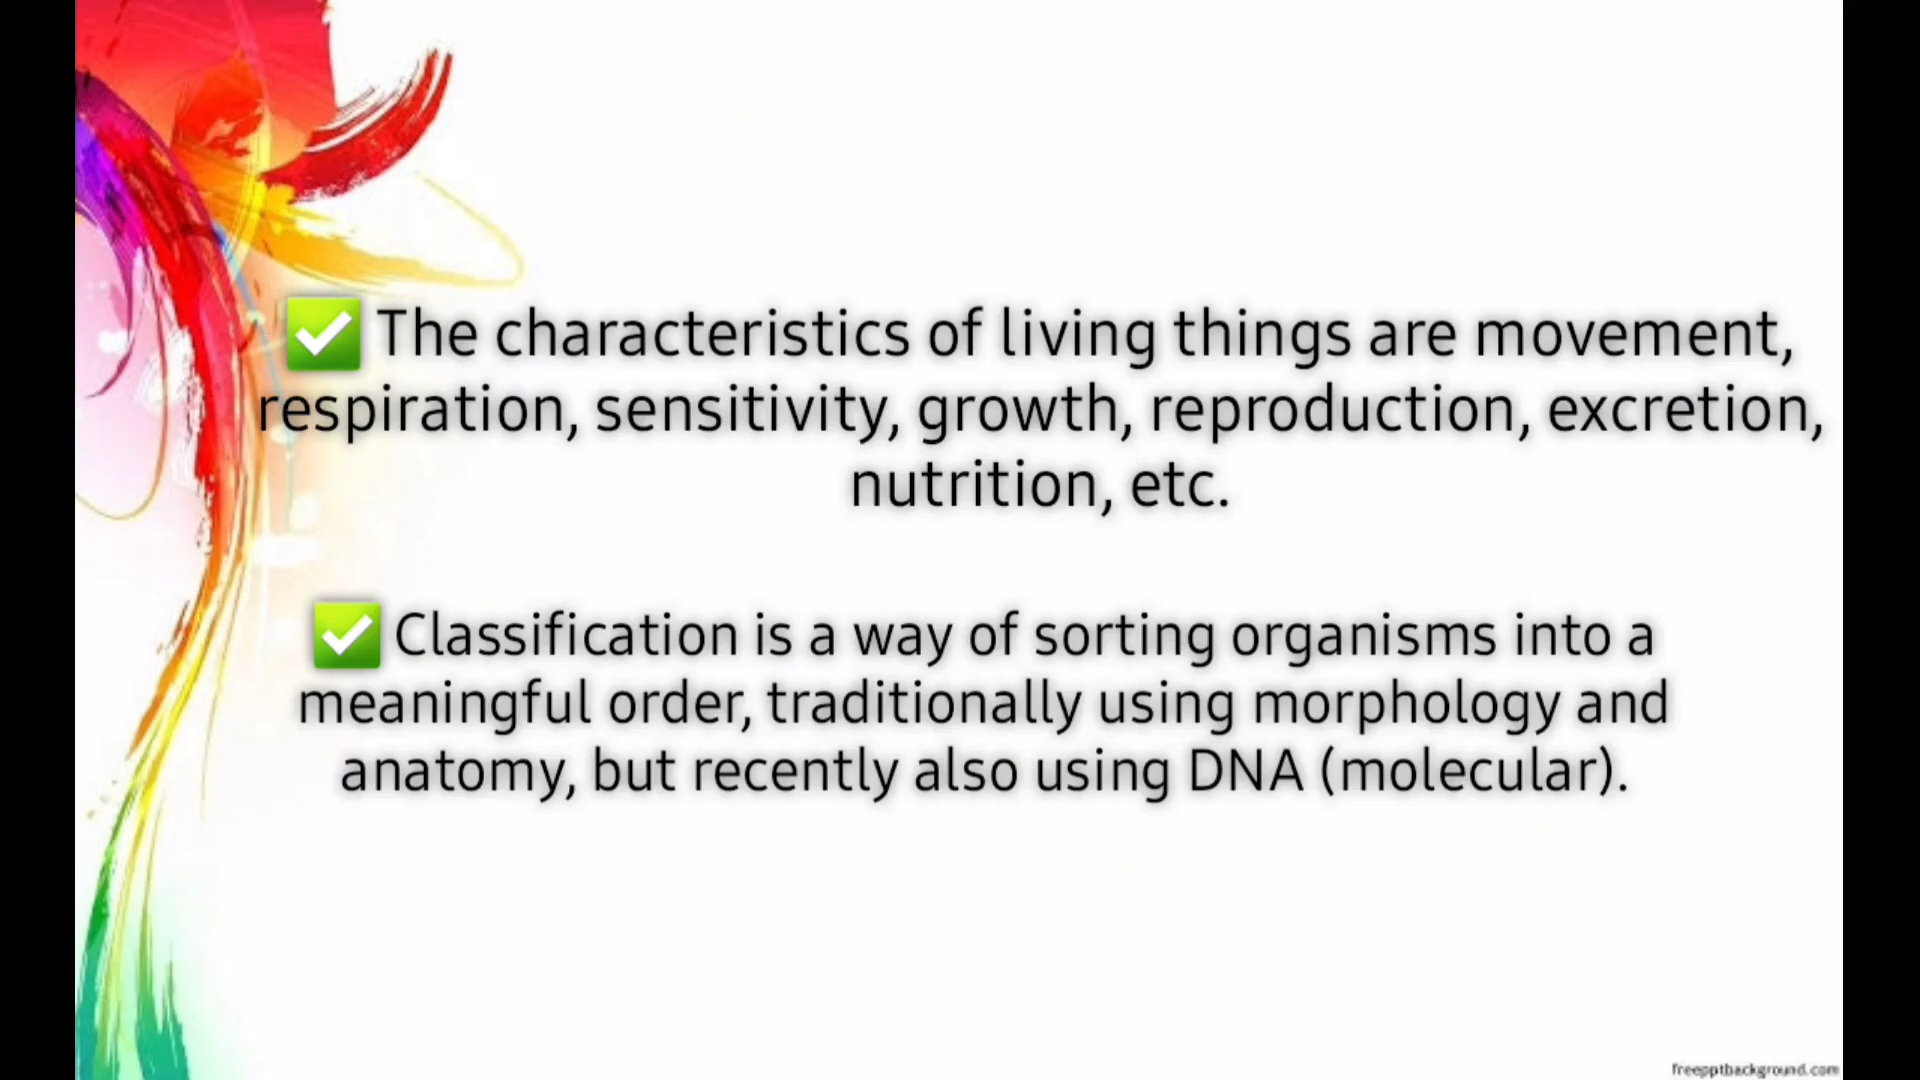 ✅ The characteristics of living things are movement,
respiration, sensitivity, growth, reproduction, excretion,
nutrition, etc.
✅ Classification is a way of sorting organisms into a
meaningful order, traditionally using morphology and
anatomy, but recently also using DNA (molecular).
freepptbackground.com